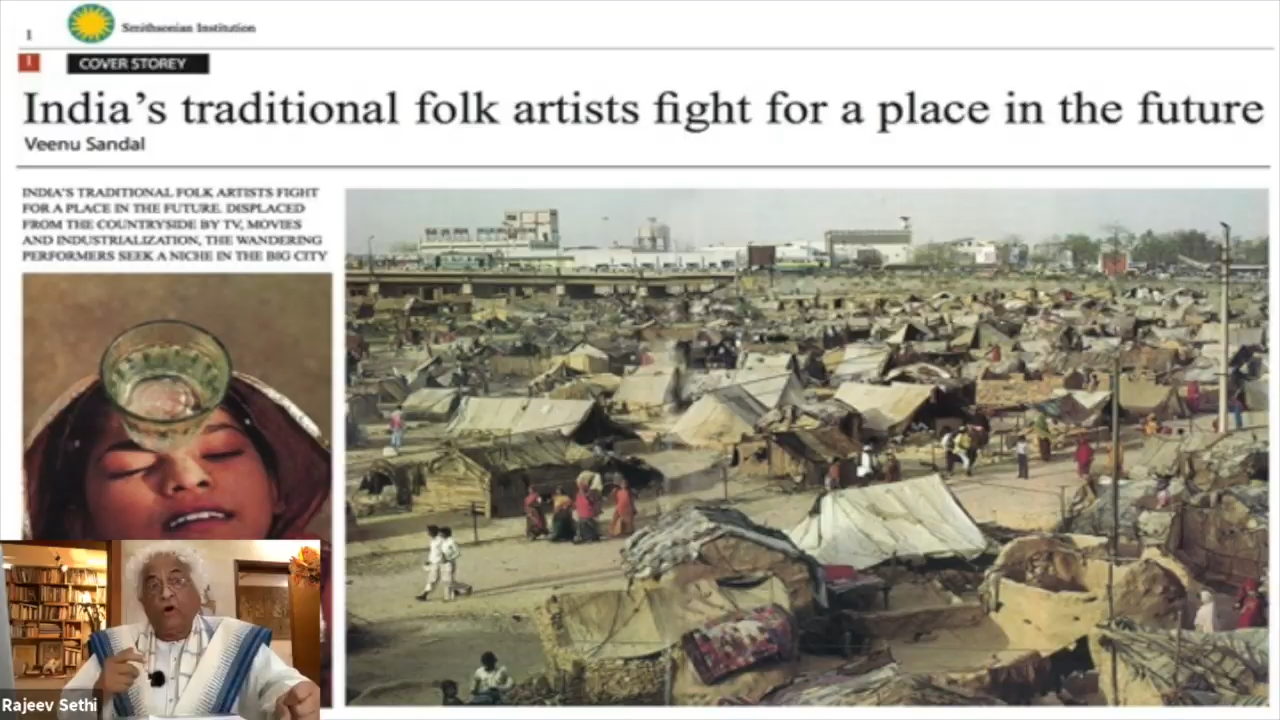 Smithsonian Institution
1
1
COVER STOREY
India's traditional folk artists fight for a place in the future
Veenu Sandal
INDIA'S TRADITIONAL FOLK ARTISTS FIGHT
FOR A PLACE IN THE FUTURE. DISPLACED
FROM THE COUNTRYSIDE BY TV, MOVIES
AND INDUSTRIALIZATION, THE WANDERING
PERFORMERS SEEK A NICHE IN THE BIG CITY
Rajeev Sethi